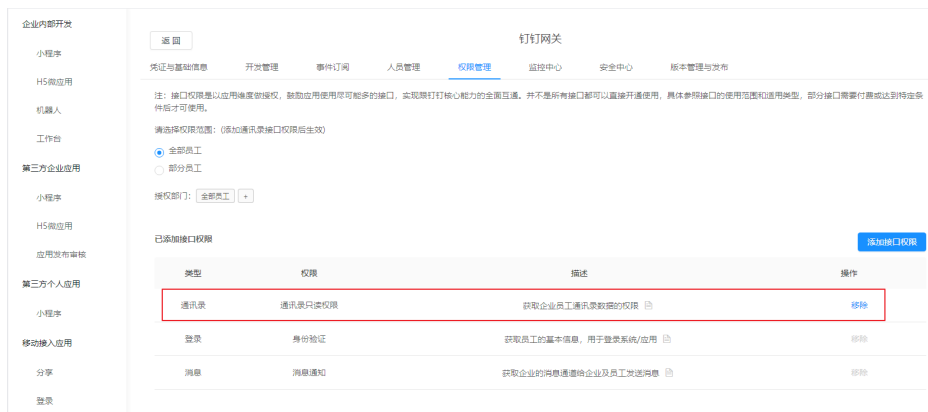 企业内部开发
小程序
H5微应用
机器人
工作台
第三方企业应用
小程序
H5微应用
应用发布审核
第三方个人应用
小程序
移动接入应用
分享
登录
返 回
钉钉网关
凭证与基础信息 开发管理 事件订阅 人员管理 权限管理 监控中心 安全中心 版本管理与发布
注：接口权限是以应用维度做授权，鼓励应用使用尽可能多的接口，实现跟钉钉核心能力的全面互通。并不是所有接口都可以直接开通使用，具体参照接口的使用范围和适用类型，部分接口需要付费或达到特定条
件后才可使用。
请选择权限范围：(添加通讯录接口权限后生效)
全部员工
部分员工
授权部门： 全部员工 +
已添加接口权限
添加接口权限
类型 权限 描述 操作
通讯录 通讯录只读权限 获取企业员工通讯录数据的权限 移除
登录 身份验证 获取员工的基本信息，用于登录系统/应用 移除
消息 消息通知 获取企业的消息通道给企业及员工发送消息 移除